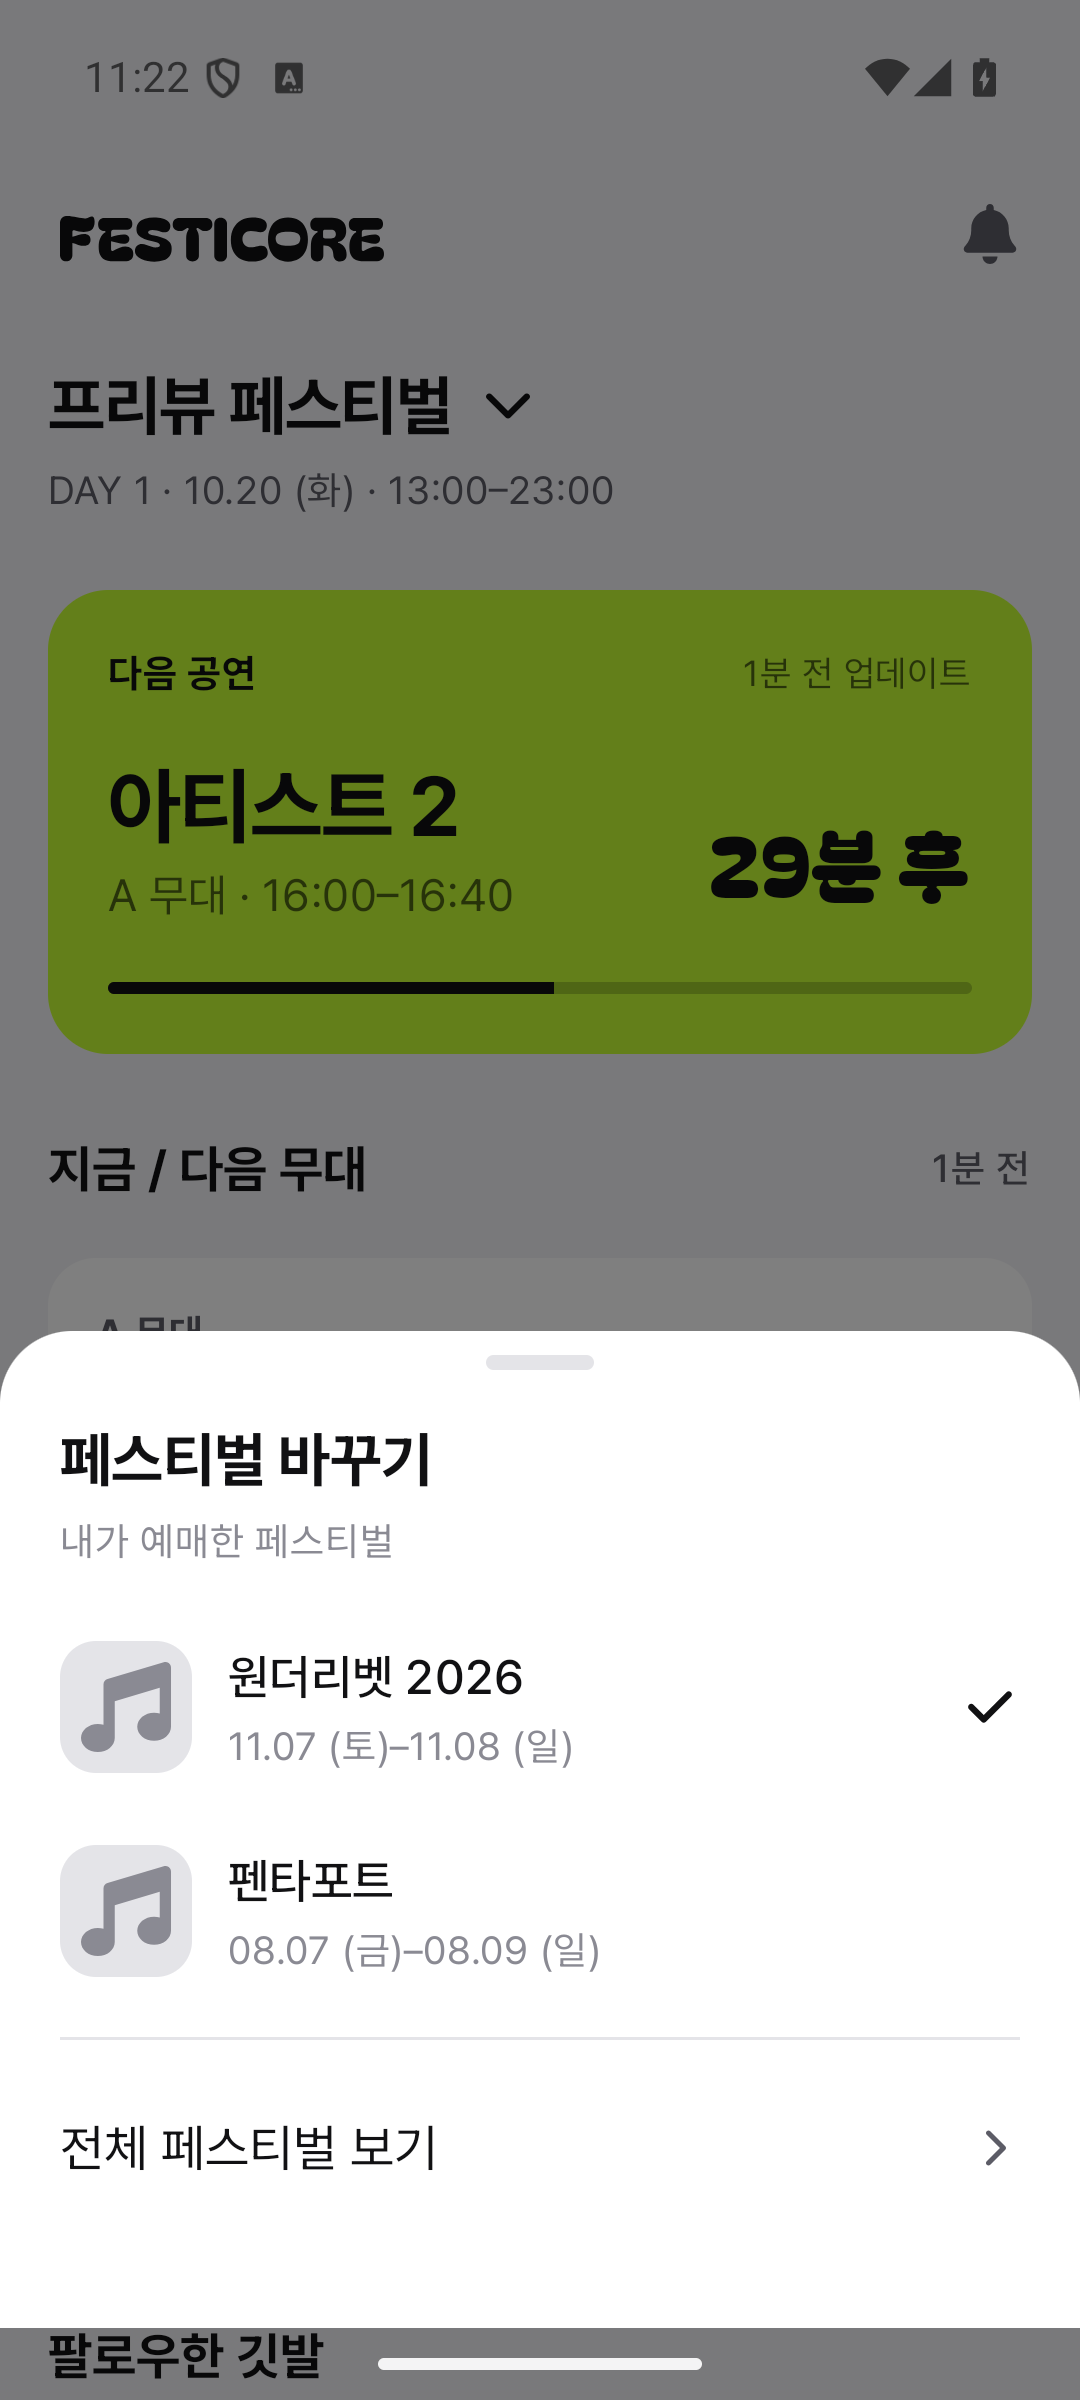 11:22
FESTICORE
프리뷰 페스티벌
DAY 1 · 10.20 (화) · 13:00–23:00
다음 공연
1분 전 업데이트
아티스트 2
A 무대 · 16:00–16:40
29분 후
지금 / 다음 무대
1분 전
A 무대
페스티벌 바꾸기
내가 예매한 페스티벌
원더리벳 2026
11.07 (토)–11.08 (일)
펜타포트
08.07 (금)–08.09 (일)
전체 페스티벌 보기
팔로우한 깃발